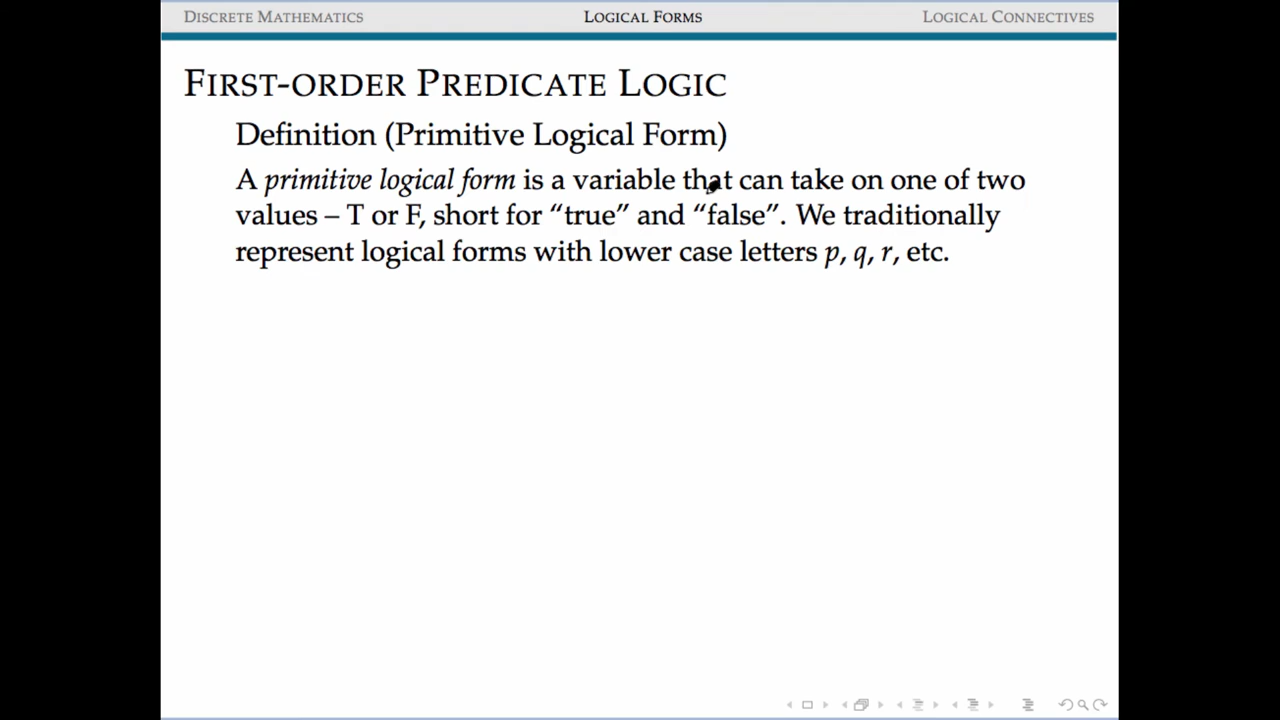 DISCRETE MATHEMATICS LOGICAL FORMS LOGICAL CONNECTIVES
FIRST-ORDER PREDICATE LOGIC
Definition (Primitive Logical Form)
A primitive logical form is a variable that can take on one of two
values – T or F, short for “true” and “false”. We traditionally
represent logical forms with lower case letters p, q, r, etc.